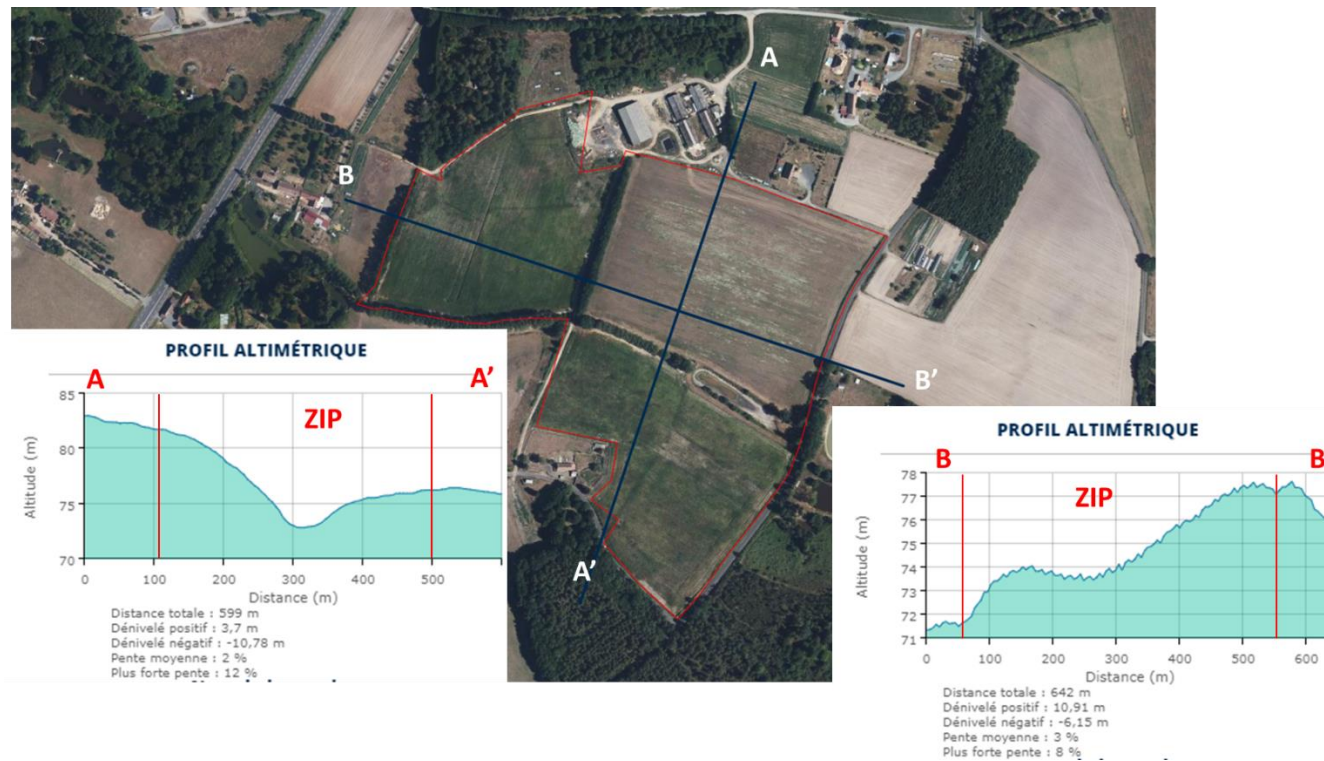 A
B
B'
A'
PROFIL ALTIMÉTRIQUE
A
A'
ZIP
85
80
75
70
Altitude (m)
0
100
200
300
400
500
Distance (m)
Distance totale : 599 m
Dénivelé positif : 3,7 m
Dénivelé négatif : -10,78 m
Pente moyenne : 2 %
Plus forte pente : 12 %
PROFIL ALTIMÉTRIQUE
B
B
ZIP
78
77
76
75
74
73
72
71
Altitude (m)
0
100
200
300
400
500
600
Distance (m)
Distance totale : 642 m
Dénivelé positif : 10,91 m
Dénivelé négatif : -6,15 m
Pente moyenne : 3 %
Plus forte pente : 8 %